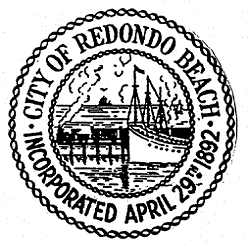 · CITY OF REDONDO BEACH ·
INCORPORATED APRIL 29TH 1892